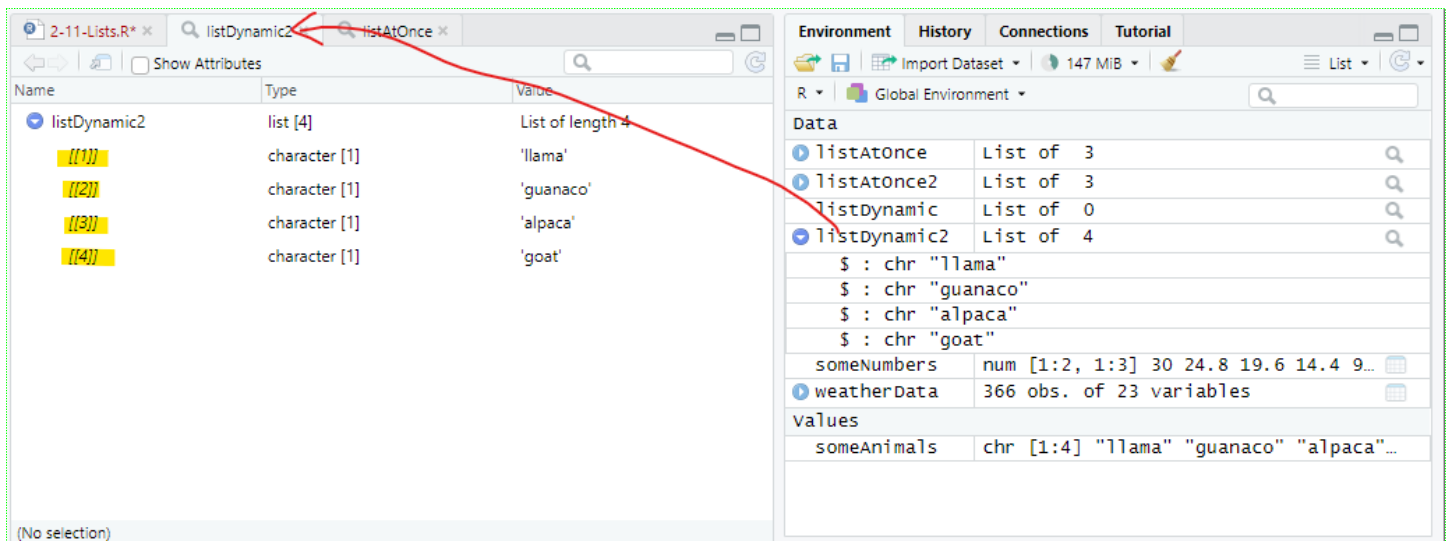 2-11-Lists.R*
listDynamic2
listAtOnce
Show Attributes
Name Type Value
listDynamic2 list [4] List of length 4
[[1]] character [1] 'llama'
[[2]] character [1] 'guanaco'
[[3]] character [1] 'alpaca'
[[4]] character [1] 'goat'
(No selection)
Environment History Connections Tutorial
Import Dataset 147 MiB List
R Global Environment
Data
listAtOnce List of 3
listAtOnce2 List of 3
listDynamic List of 0
listDynamic2 List of 4
$ : chr "llama"
$ : chr "guanaco"
$ : chr "alpaca"
$ : chr "goat"
someNumbers num [1:2, 1:3] 30 24.8 19.6 14.4 9…
weatherData 366 obs. of 23 variables
Values
someAnimals chr [1:4] "llama" "guanaco" "alpaca"…